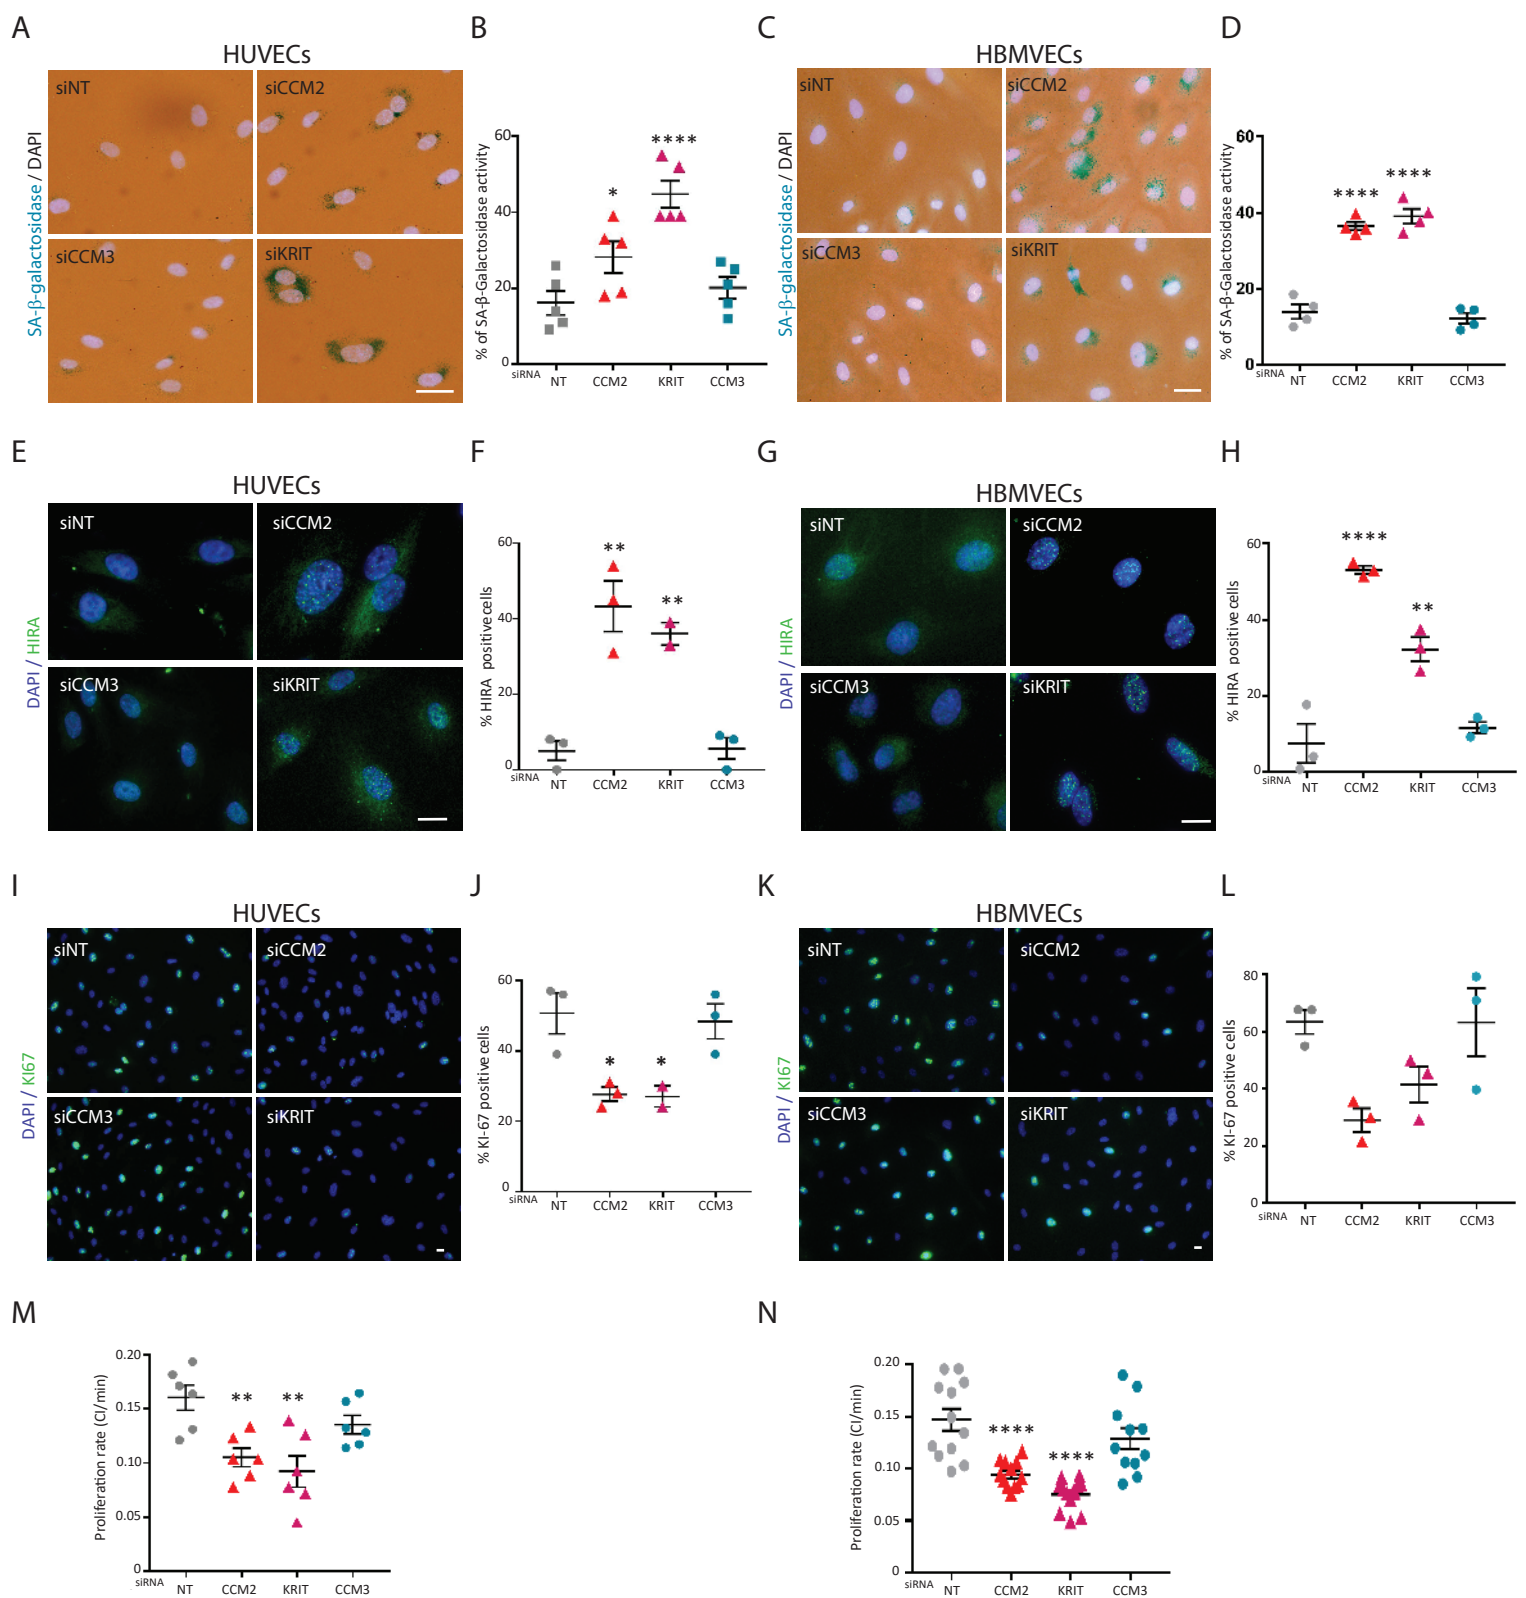 A
B
C
D
HUVECs
HBMVECs
siNT
siCCM2
siCCM3
siKRIT
SA-β-galactosidase / DAPI
% of SA-β-Galactosidase activity
60
40
20
0
*
****
siRNA
NT
CCM2
KRIT
CCM3
siNT
siCCM2
siCCM3
siKRIT
SA-β-galactosidase / DAPI
% of SA-β-Galactosidase activity
60
40
20
0
****
****
siRNA
NT
CCM2
KRIT
CCM3
E
F
G
H
HUVECs
HBMVECs
siNT
siCCM2
siCCM3
siKRIT
DAPI / HIRA
% HIRA positive cells
60
40
20
0
**
**
siRNA
NT
CCM2
KRIT
CCM3
siNT
siCCM2
siCCM3
siKRIT
DAPI / HIRA
% HIRA positive cells
60
40
20
0
****
**
siRNA
NT
CCM2
KRIT
CCM3
I
J
K
L
HUVECs
HBMVECs
siNT
siCCM2
siCCM3
siKRIT
DAPI / KI67
% KI-67 positive cells
60
40
20
0
*
*
siRNA
NT
CCM2
KRIT
CCM3
siNT
siCCM2
siCCM3
siKRIT
DAPI / KI67
% KI-67 positive cells
80
60
40
20
0
siRNA
NT
CCM2
KRIT
CCM3
M
N
Proliferation rate (CI/min)
0.20
0.15
0.10
0.05
0
**
**
siRNA
NT
CCM2
KRIT
CCM3
Proliferation rate (CI/min)
0.20
0.15
0.10
0.05
0
****
****
siRNA
NT
CCM2
KRIT
CCM3